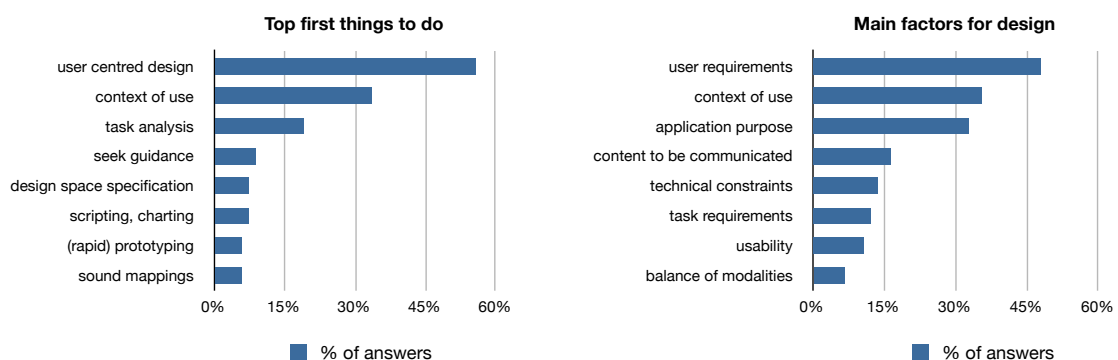 Top first things to do
user centred design
context of use
task analysis
seek guidance
design space specification
scripting, charting
(rapid) prototyping
sound mappings
0% 15% 30% 45% 60%
% of answers
Main factors for design
user requirements
context of use
application purpose
content to be communicated
technical constraints
task requirements
usability
balance of modalities
0% 15% 30% 45% 60%
% of answers